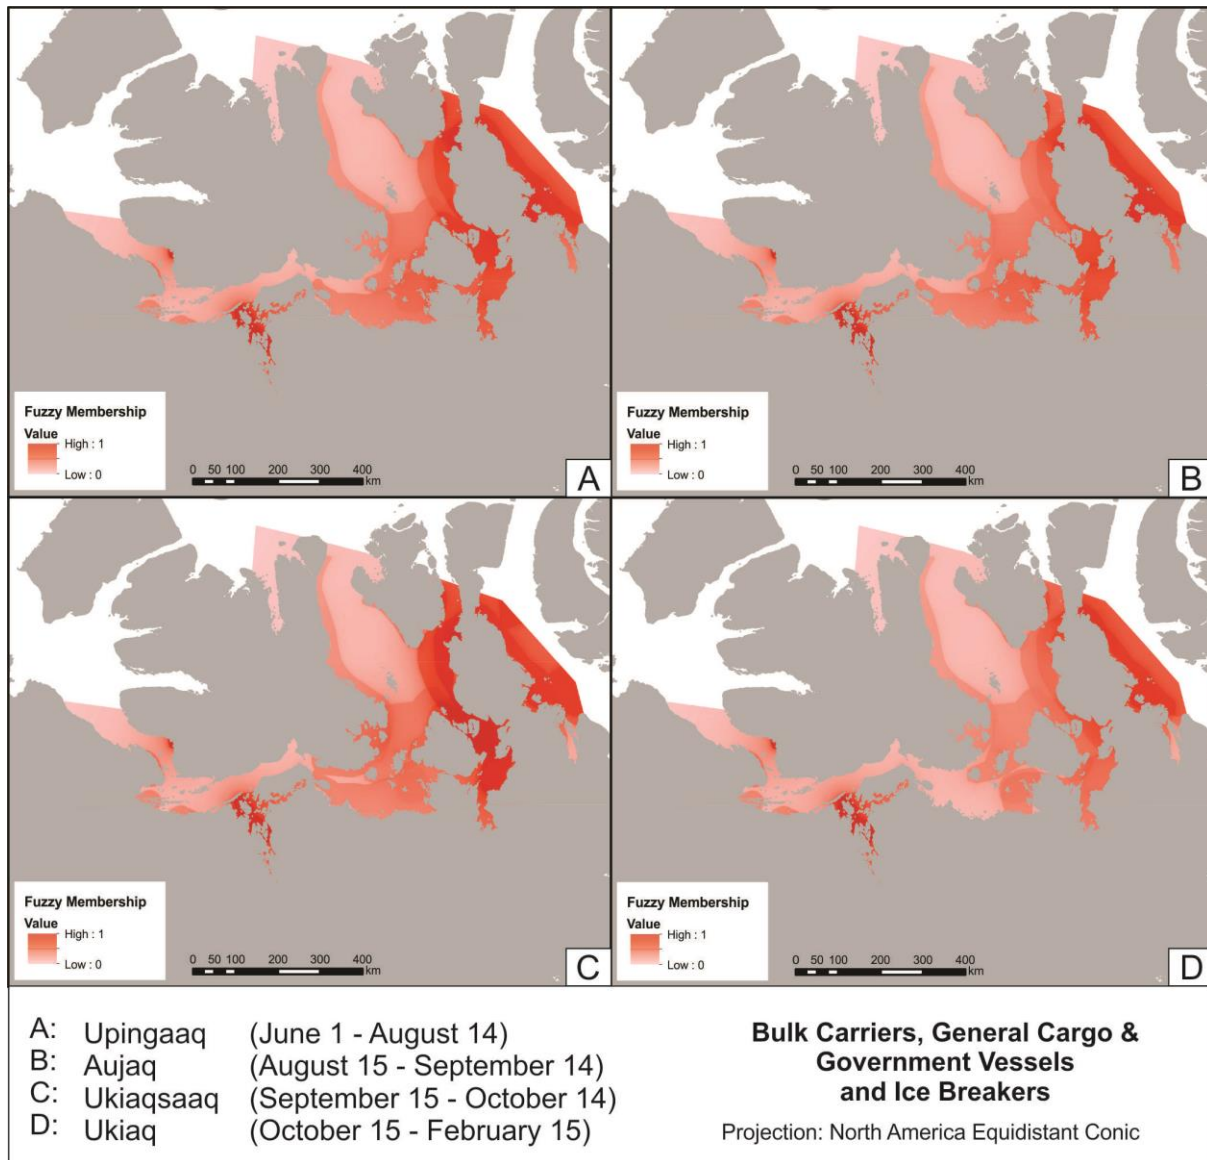 Fuzzy Membership
Value
High : 1
Low : 0
0 50 100 200 300 400
km
A
Fuzzy Membership
Value
High : 1
Low : 0
0 50 100 200 300 400
km
B
Fuzzy Membership
Value
High : 1
Low : 0
0 50 100 200 300 400
km
C
Fuzzy Membership
Value
High : 1
Low : 0
0 50 100 200 300 400
km
D
A: Upingaaq (June 1 - August 14)
B: Aujaq (August 15 - September 14)
C: Ukiaqsaaq (September 15 - October 14)
D: Ukiaq (October 15 - February 15)
Bulk Carriers, General Cargo &
Government Vessels
and Ice Breakers
Projection: North America Equidistant Conic